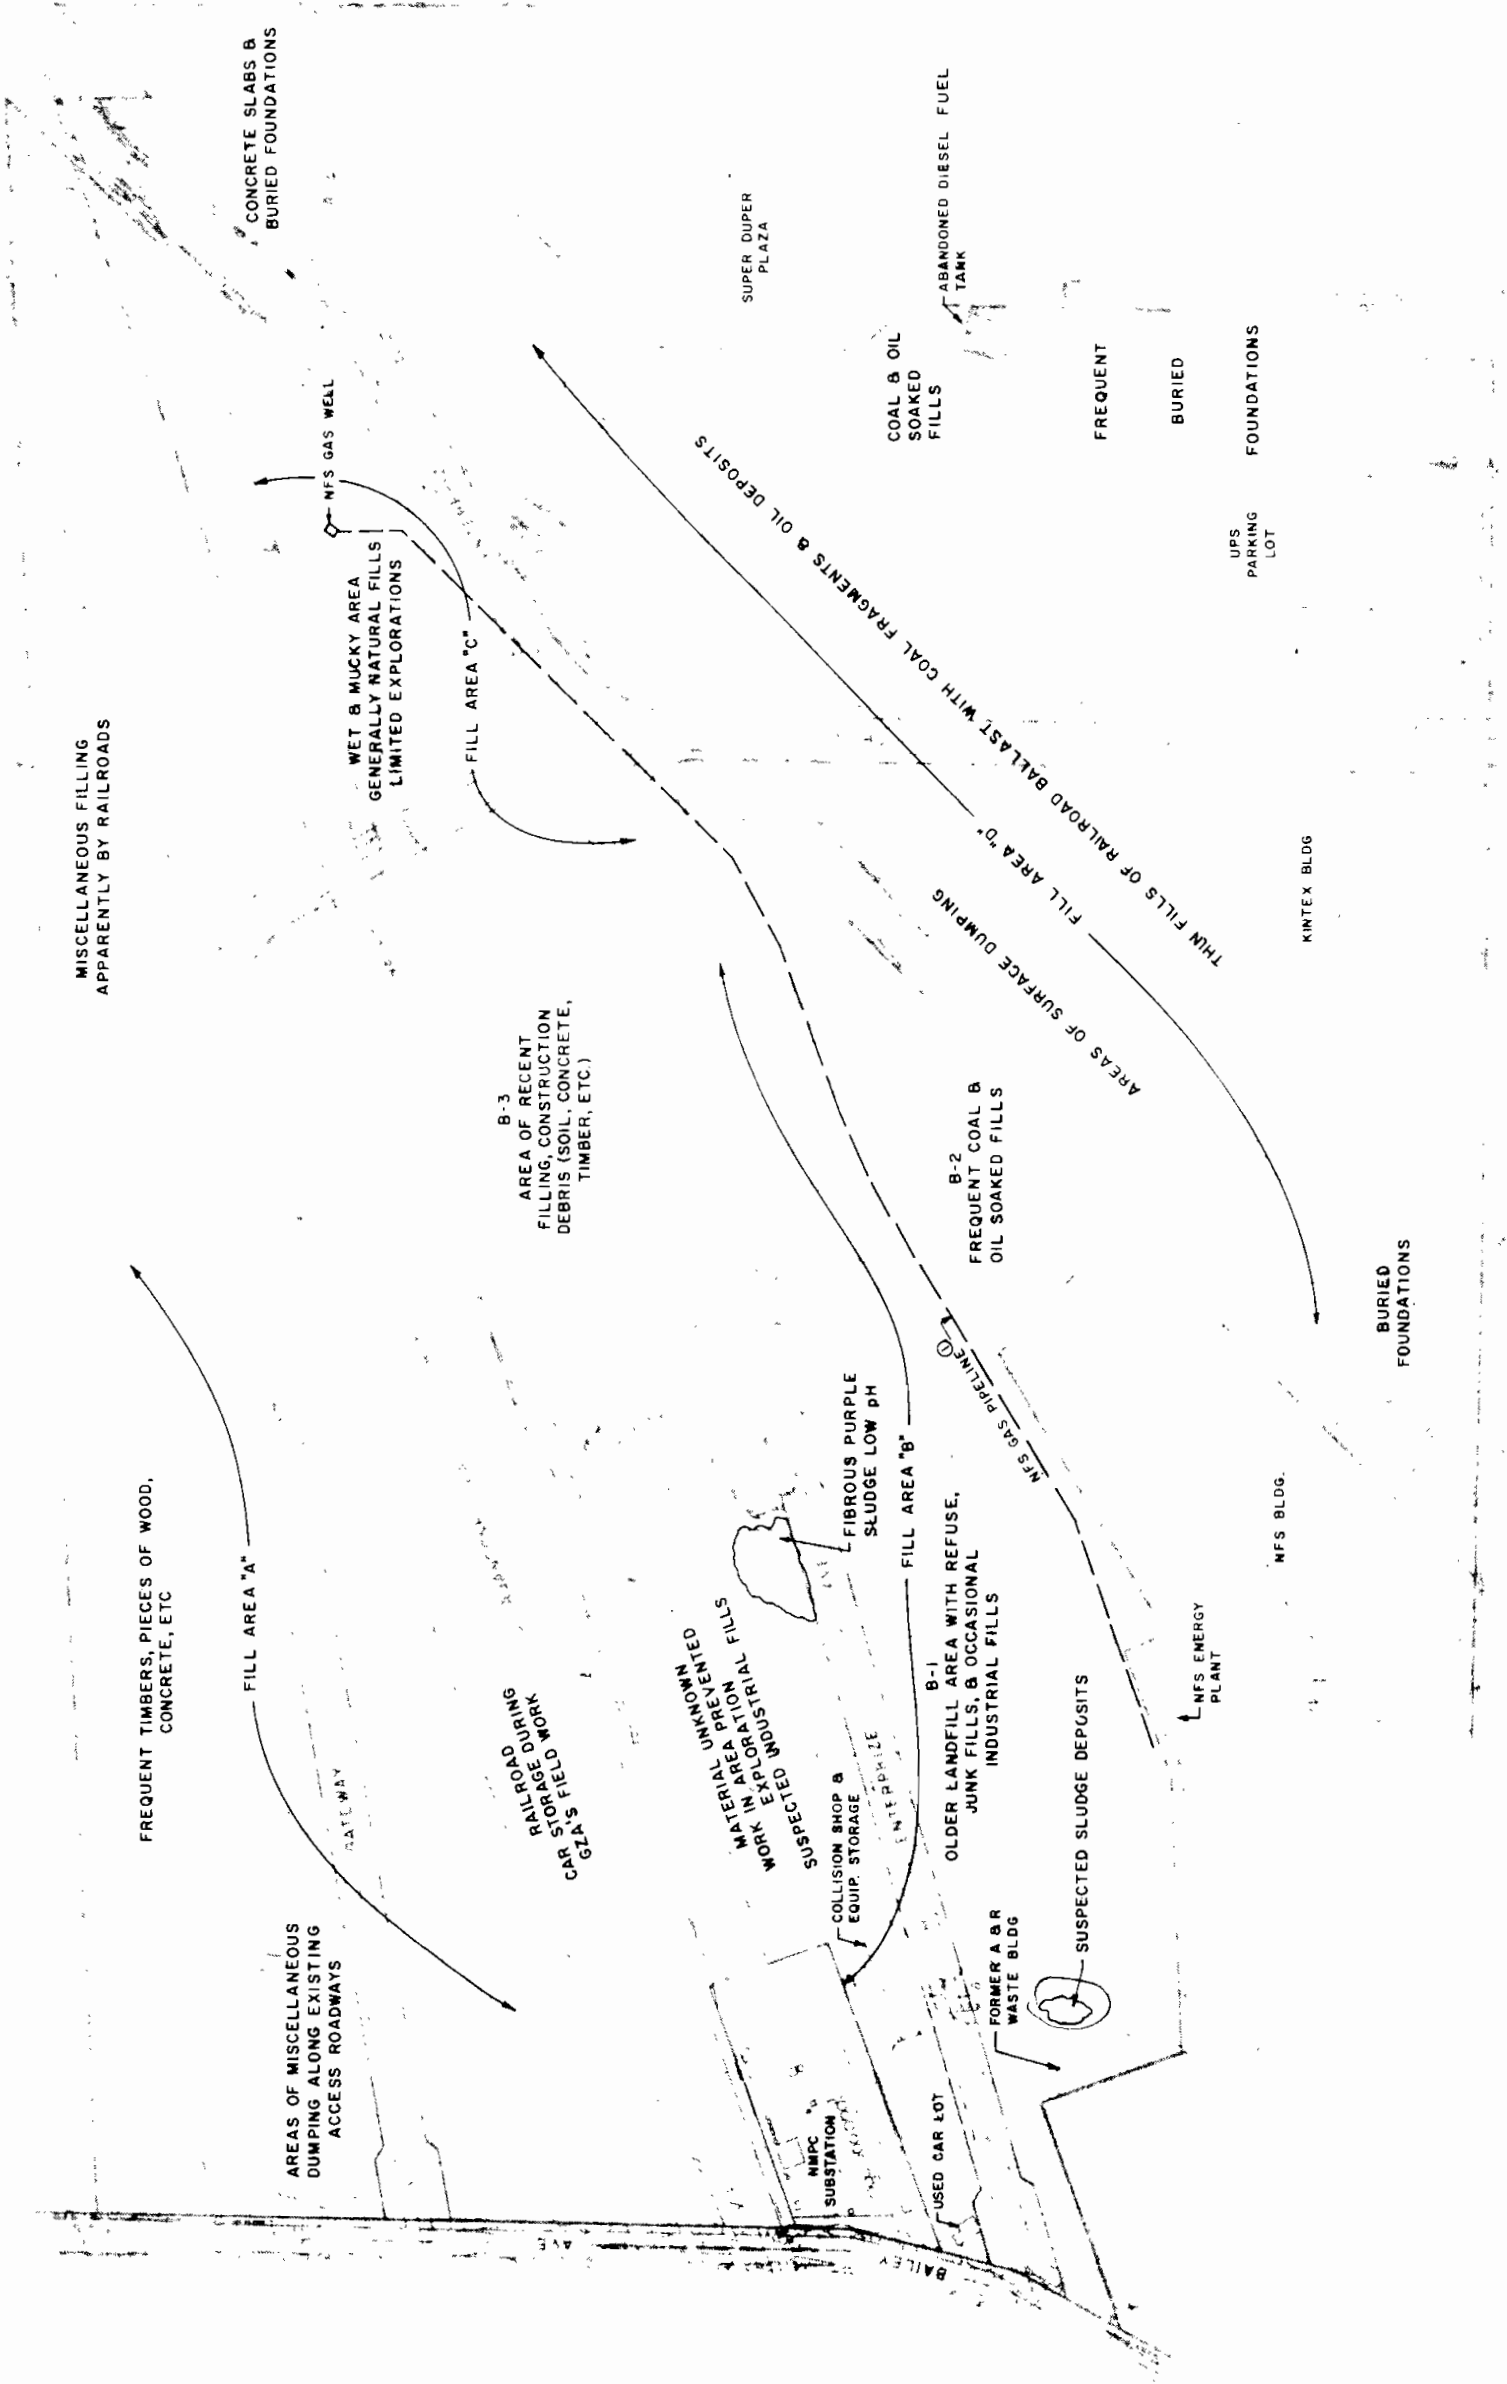 MISCELLANEOUS FILLING
APPARENTLY BY RAILROADS
CONCRETE SLABS &
BURIED FOUNDATIONS
FREQUENT TIMBERS, PIECES OF WOOD,
CONCRETE, ETC
FILL AREA "A"
AREAS OF MISCELLANEOUS
DUMPING ALONG EXISTING
ACCESS ROADWAYS
RAILWAY
NFS GAS WELL
WET & MUCKY AREA
GENERALLY NATURAL FILLS
LIMITED EXPLORATIONS
FILL AREA "C"
B-3
AREA OF RECENT
FILLING, CONSTRUCTION
DEBRIS (SOIL, CONCRETE,
TIMBER, ETC.)
RAILROAD
CAR STORAGE DURING
GZA'S FIELD WORK
MATERIAL UNKNOWN
WORK IN AREA PREVENTED
EXPLORATION
SUSPECTED INDUSTRIAL FILLS
FIBROUS PURPLE
SLUDGE LOW pH
FILL AREA "B"
COLLISION SHOP &
EQUIP. STORAGE
ENTERPRIZE
B-1
OLDER LANDFILL AREA WITH REFUSE,
JUNK FILLS, & OCCASIONAL
INDUSTRIAL FILLS
B-2
FREQUENT COAL &
OIL SOAKED FILLS
NFS GAS PIPELINE
1
AREAS OF SURFACE DUMPING
FILL AREA "D"
THIN FILLS OF RAILROAD BALLAST WITH COAL FRAGMENTS & OIL DEPOSITS
SUPER DUPER
PLAZA
COAL & OIL
SOAKED
FILLS
ABANDONED DIESEL FUEL
TANK
FREQUENT
BURIED
FOUNDATIONS
UPS
PARKING
LOT
KINTEX BLDG
BURIED
FOUNDATIONS
NFS BLDG.
NFS ENERGY
PLANT
SUSPECTED SLUDGE DEPOSITS
FORMER A & R
WASTE BLDG
USED CAR LOT
NMPC
SUBSTATION
BAILEY
AVE